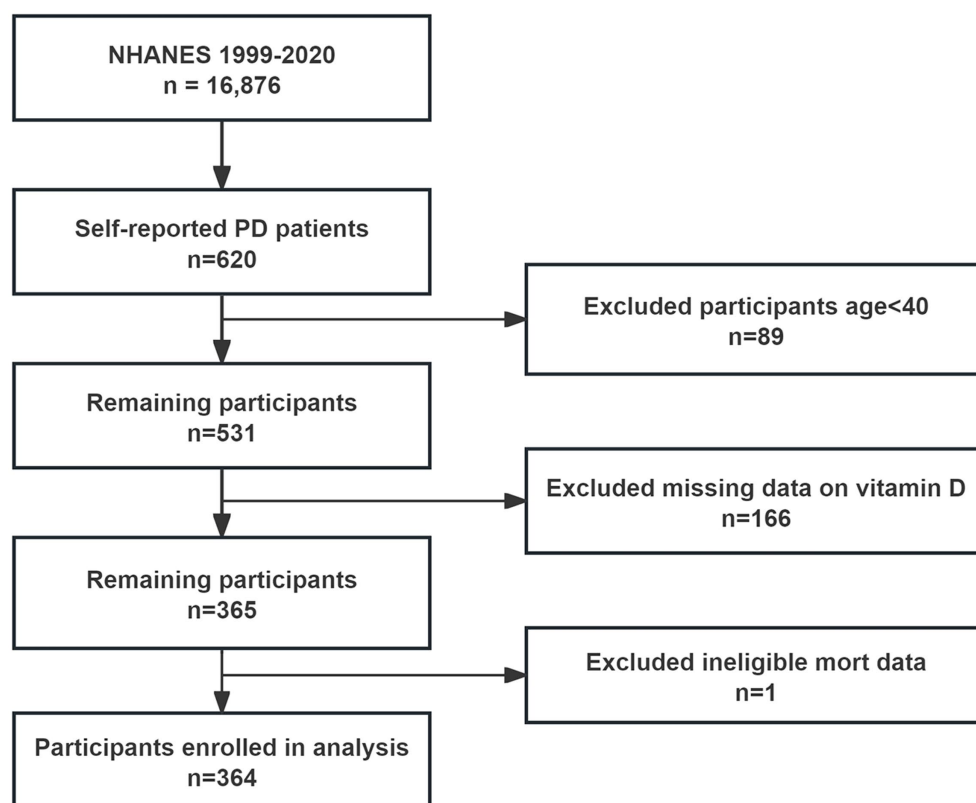 NHANES 1999-2020
n = 16,876
Self-reported PD patients
n=620
Excluded participants age<40
n=89
Remaining participants
n=531
Excluded missing data on vitamin D
n=166
Remaining participants
n=365
Excluded ineligible mort data
n=1
Participants enrolled in analysis
n=364